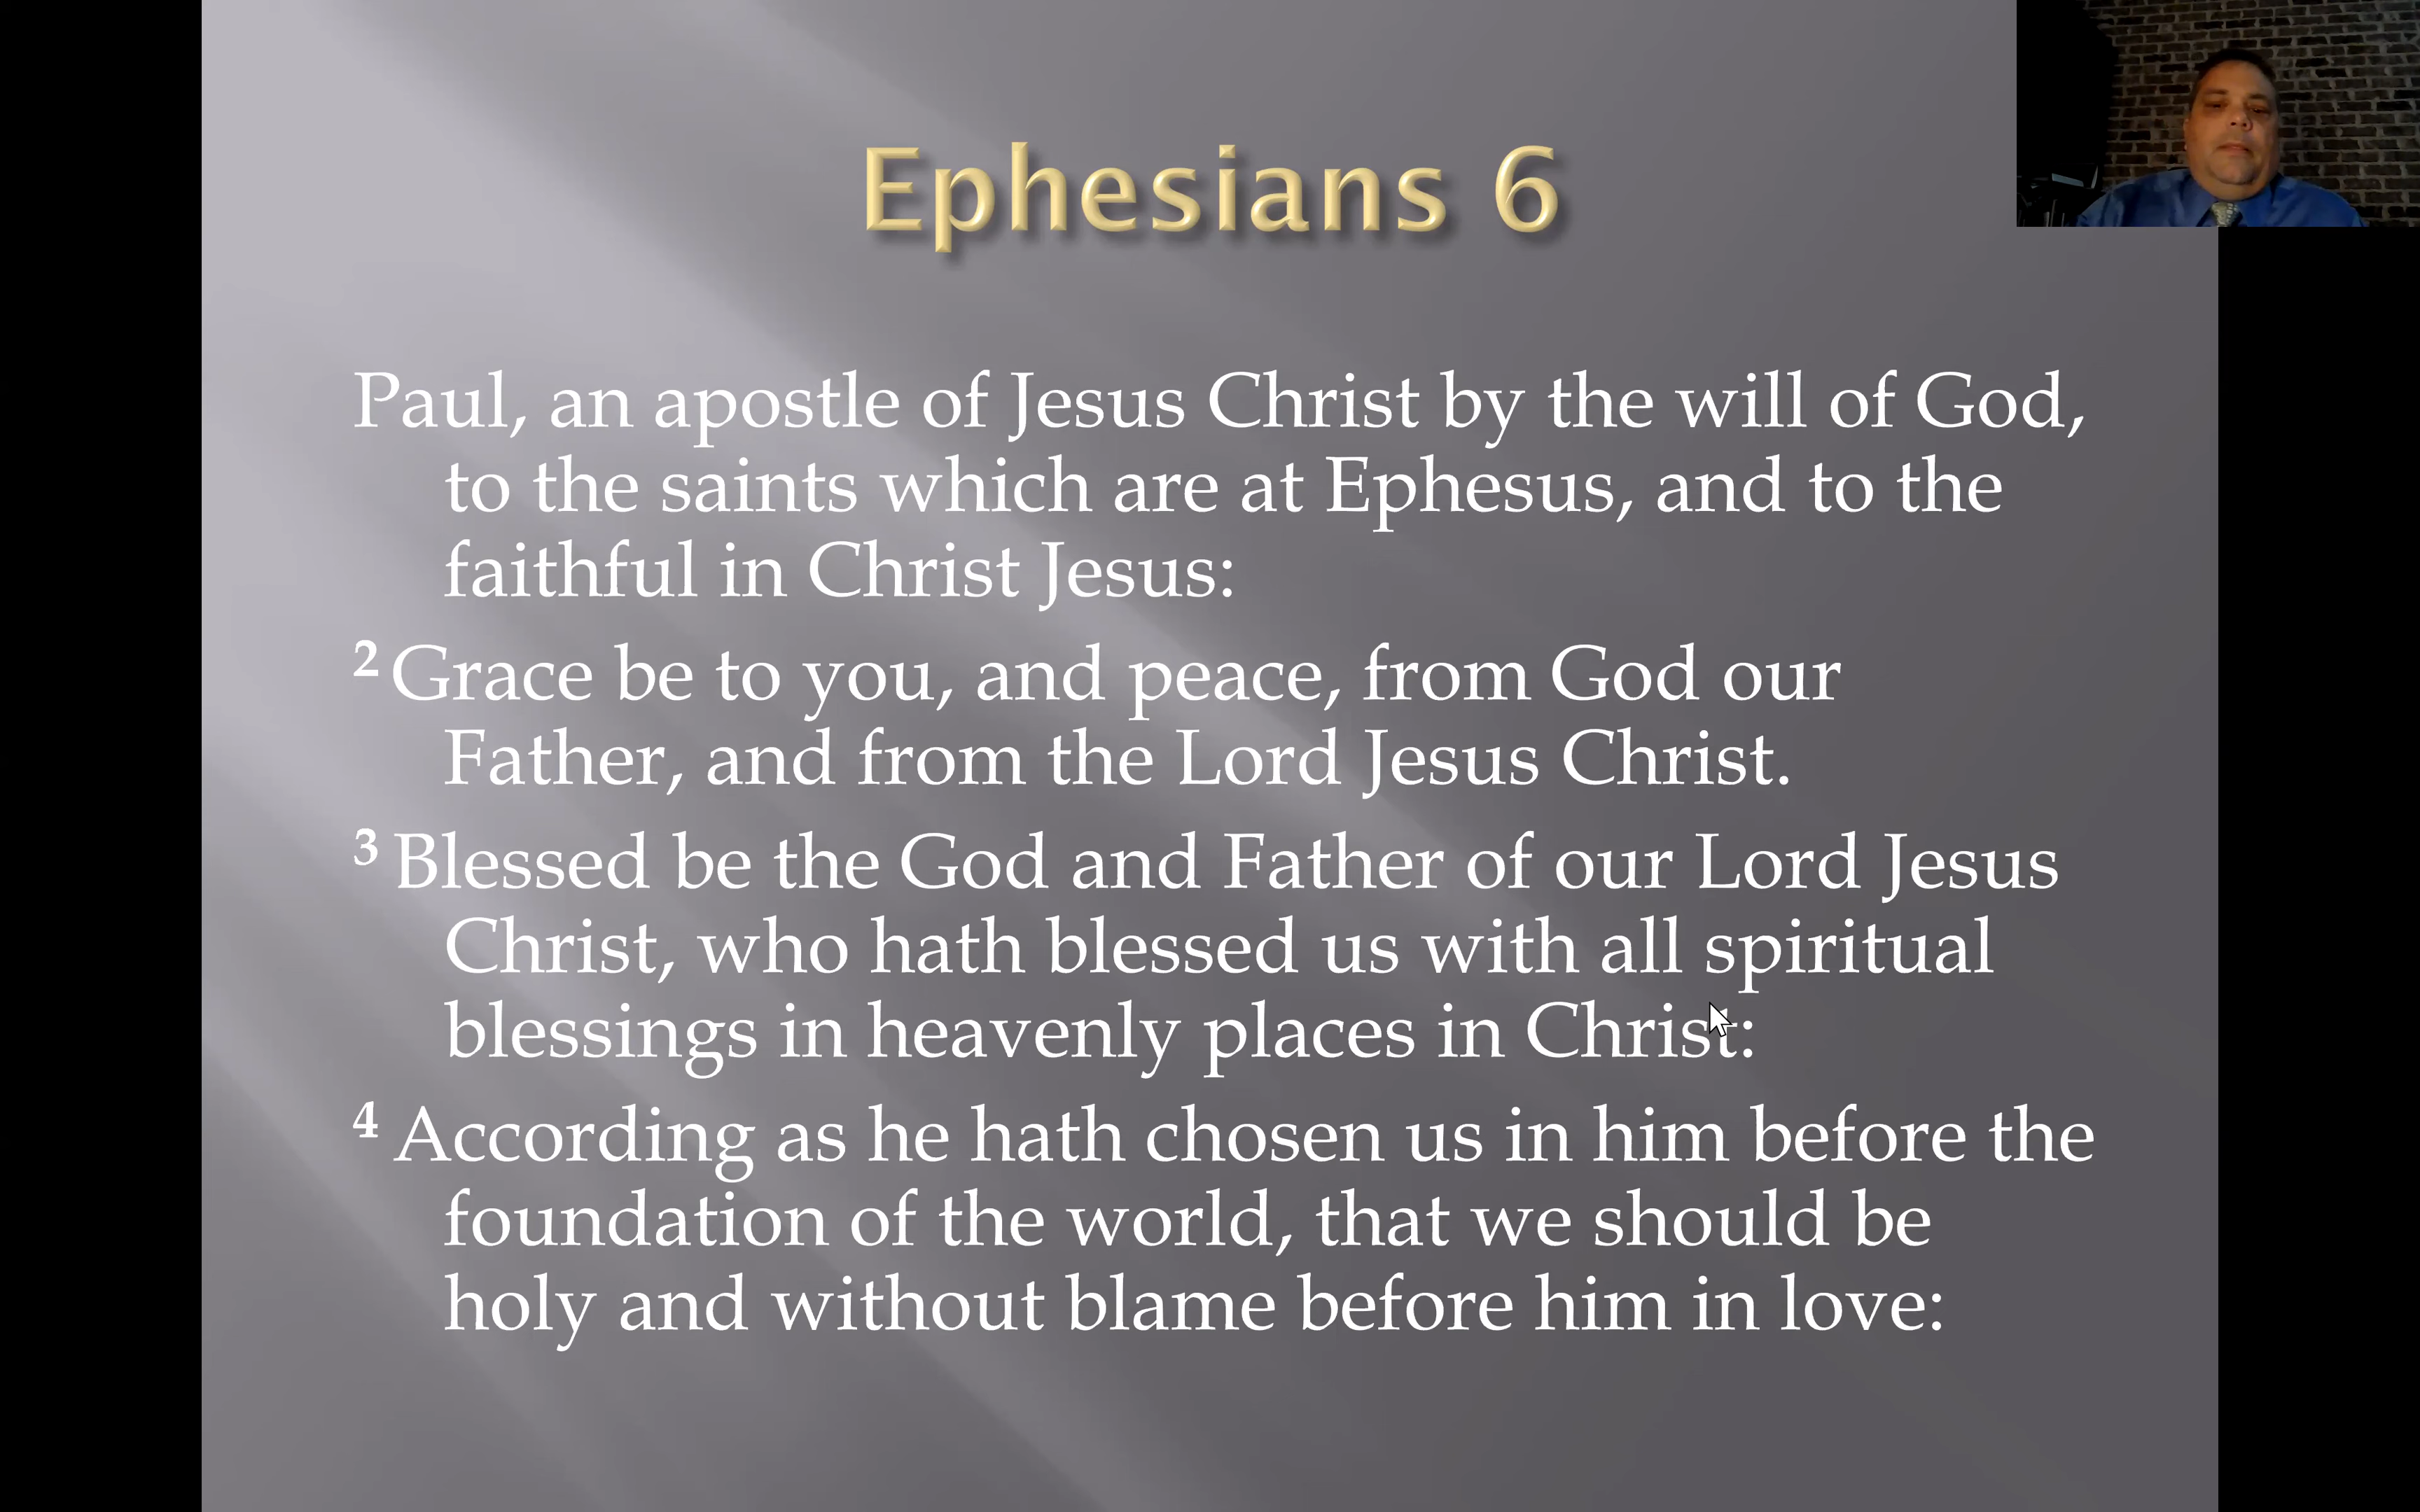 Ephesians 6
Paul, an apostle of Jesus Christ by the will of God,
to the saints which are at Ephesus, and to the
faithful in Christ Jesus:
2 Grace be to you, and peace, from God our
Father, and from the Lord Jesus Christ.
3 Blessed be the God and Father of our Lord Jesus
Christ, who hath blessed us with all spiritual
blessings in heavenly places in Christ:
4 According as he hath chosen us in him before the
foundation of the world, that we should be
holy and without blame before him in love: